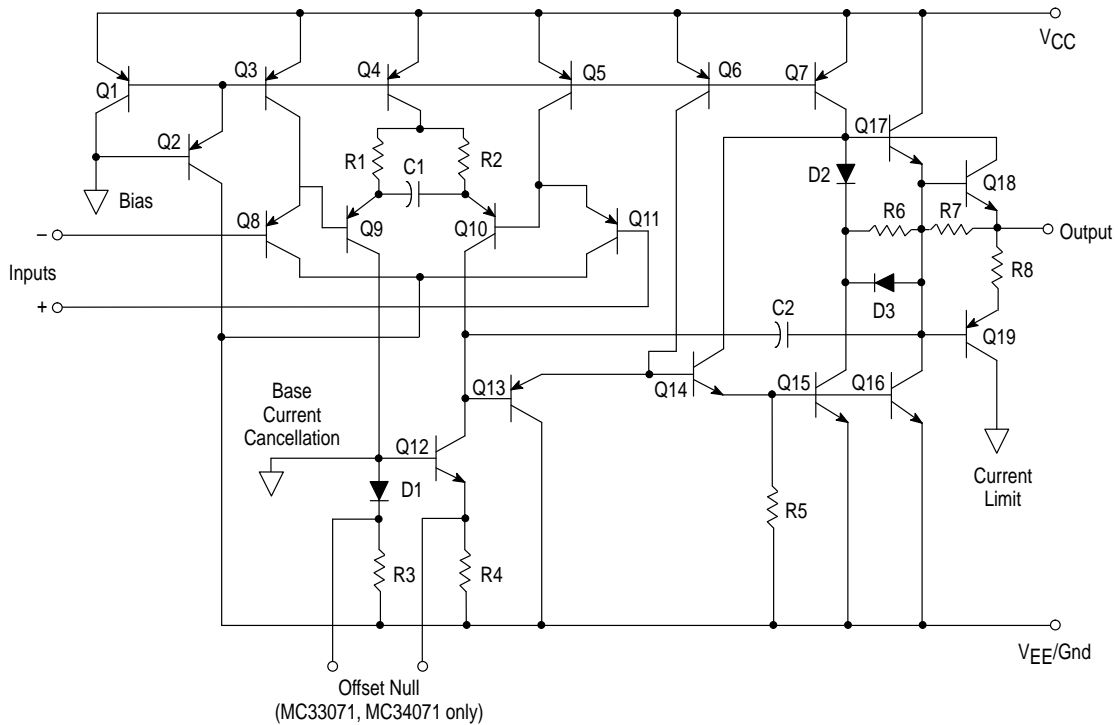 VCC
Q1
Q3
Q4
Q5
Q6
Q7
Q2
Q17
R1
C1
R2
D2
Q18
Bias
Q8
Q9
Q10
Q11
R6
R7
−
Output
Inputs
R8
+
D3
C2
Q19
Q13
Q14
Q15
Q16
Base
Current
Cancellation
Q12
Current
Limit
D1
R5
R3
R4
VEE/Gnd
Offset Null
(MC33071, MC34071 only)